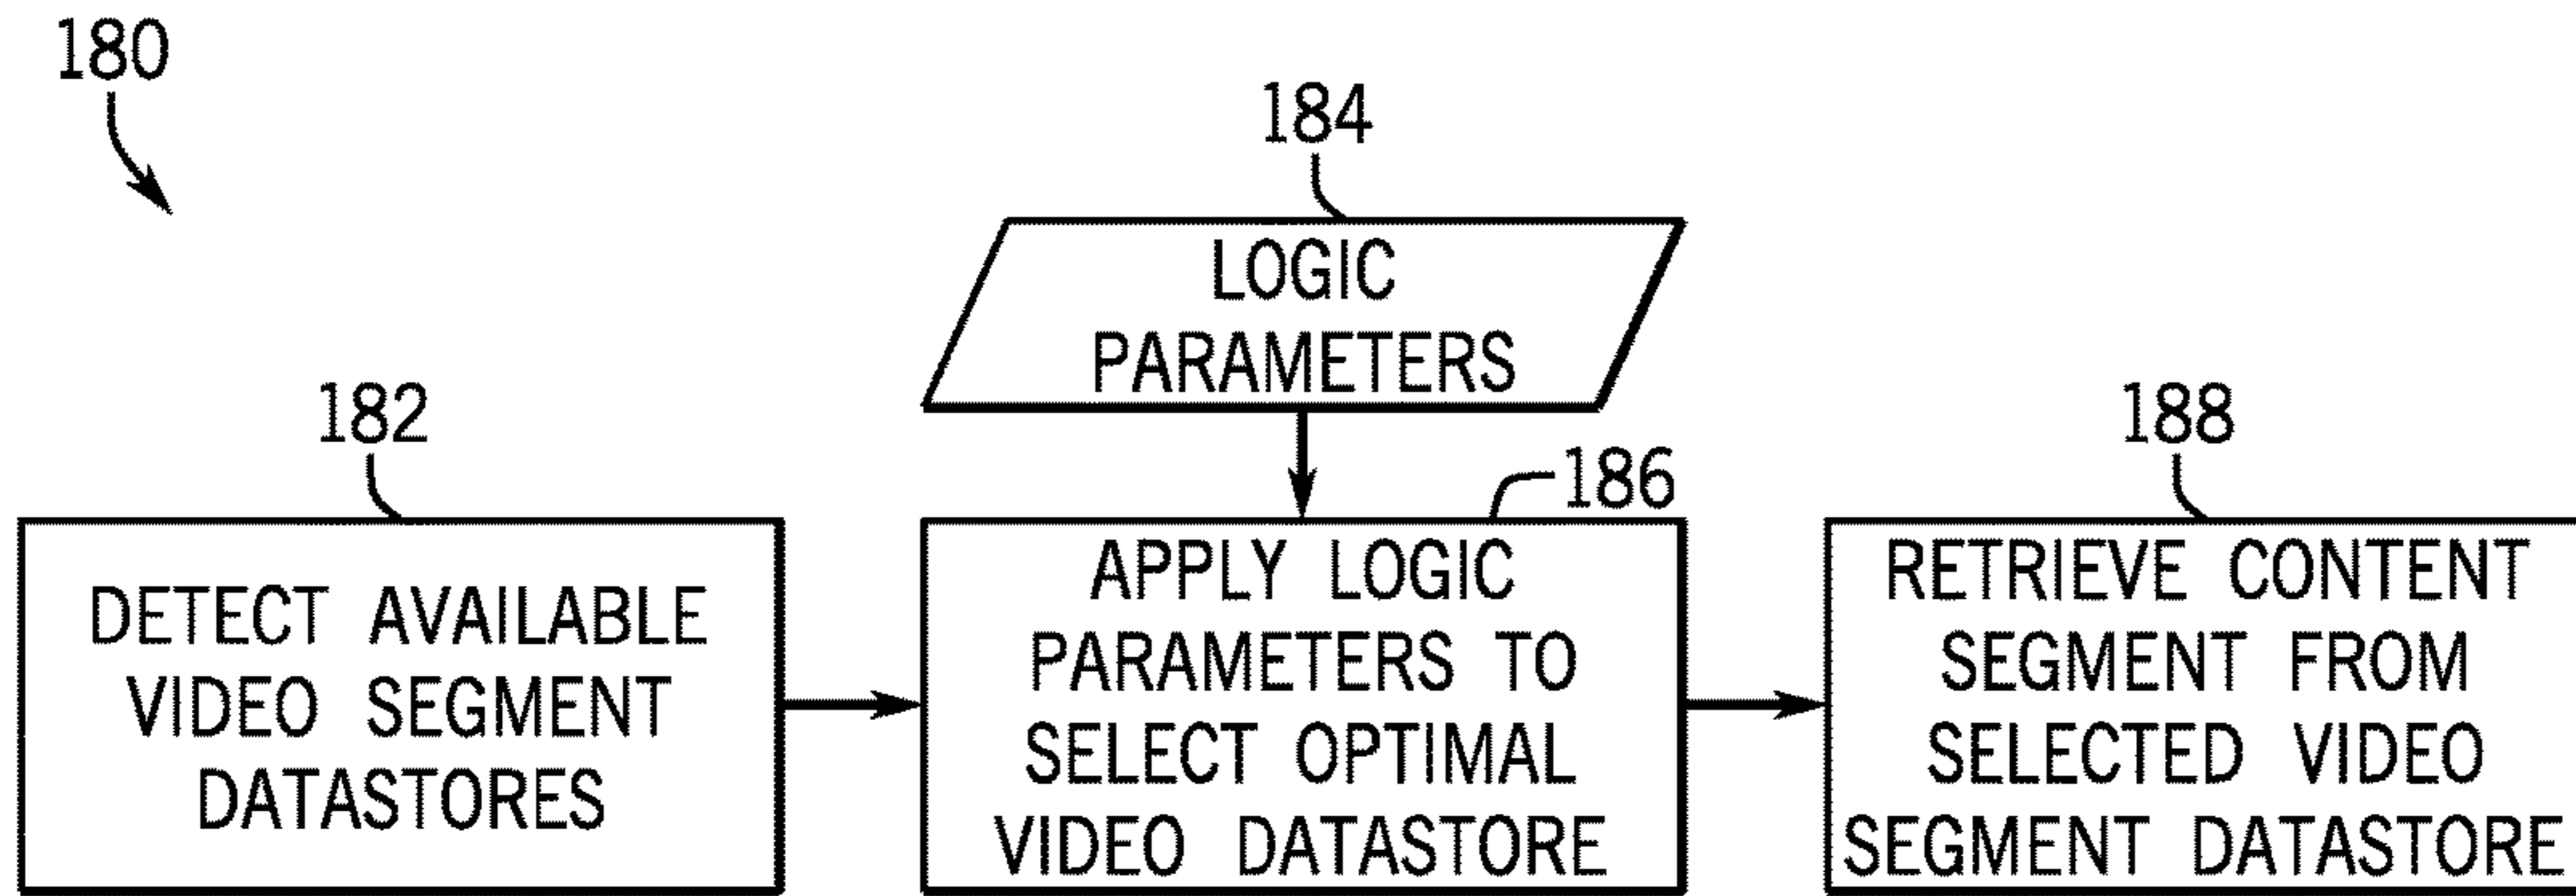 180
184
LOGIC
PARAMETERS
182
186
188
DETECT AVAILABLE
VIDEO SEGMENT
DATASTORES
APPLY LOGIC
PARAMETERS TO
SELECT OPTIMAL
VIDEO DATASTORE
RETRIEVE CONTENT
SEGMENT FROM
SELECTED VIDEO
SEGMENT DATASTORE